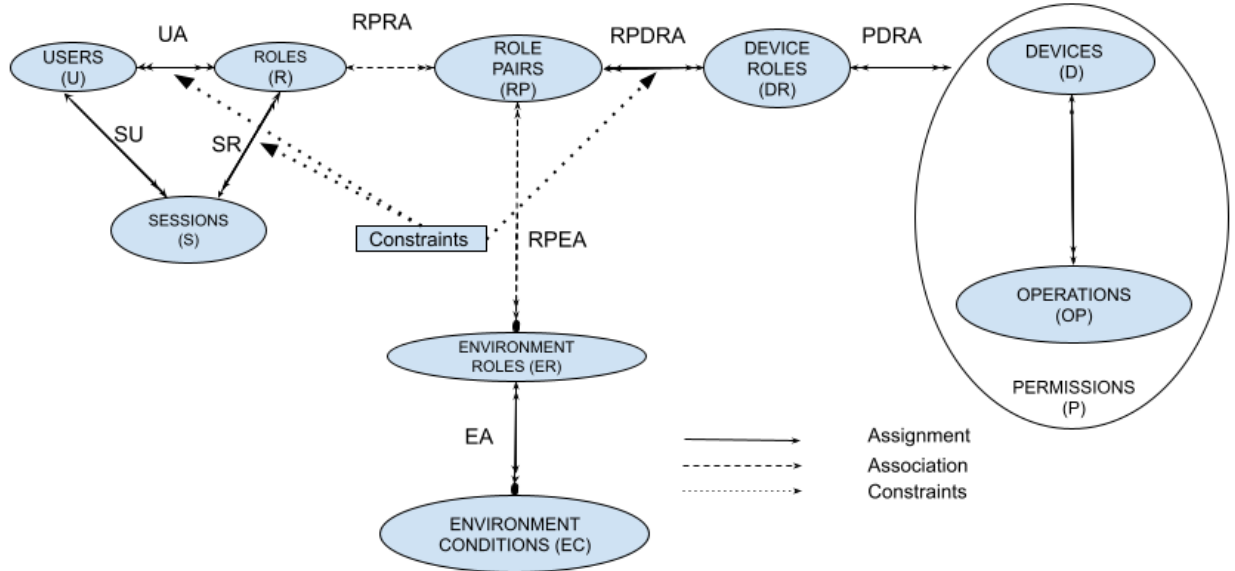 UA
RPRA
RPDRA
PDRA
USERS
(U)
ROLES
(R)
ROLE
PAIRS
(RP)
DEVICE
ROLES
(DR)
DEVICES
(D)
SU
SR
SESSIONS
(S)
Constraints
RPEA
OPERATIONS
(OP)
ENVIRONMENT
ROLES (ER)
PERMISSIONS
(P)
EA
Assignment
Association
Constraints
ENVIRONMENT
CONDITIONS (EC)